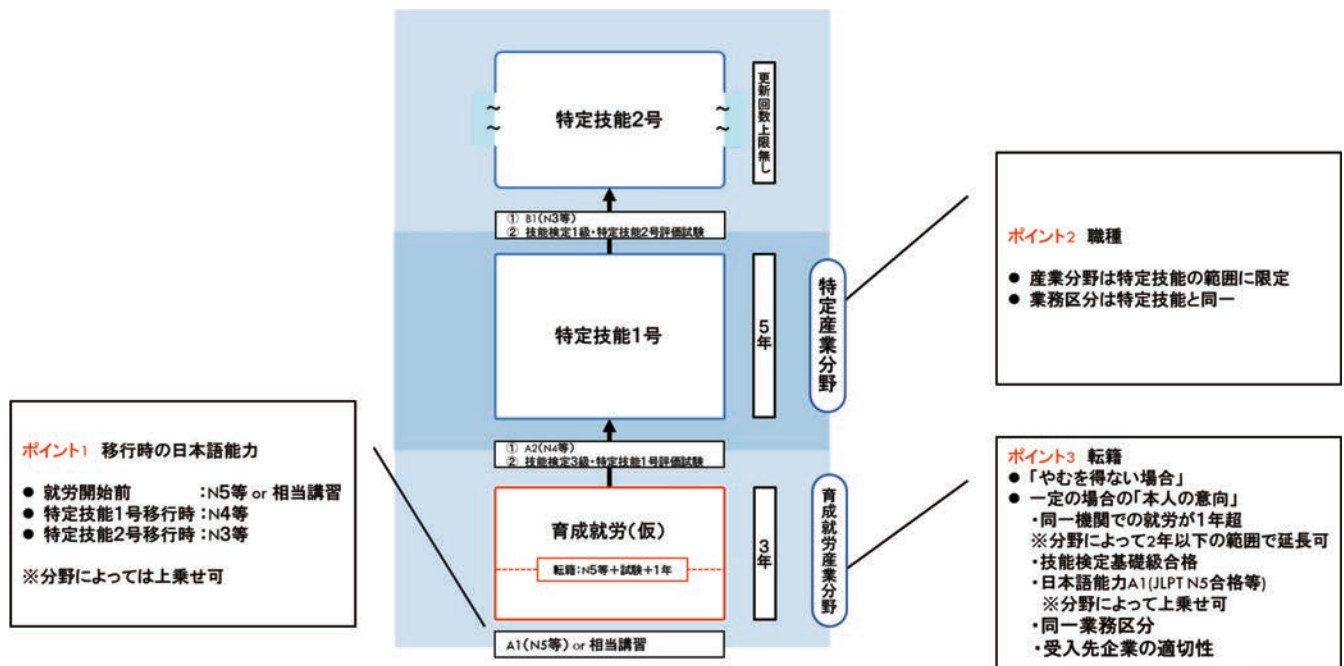 特定技能2号
~
~
~
~
更新回数上限無し
① B1(N3等)
② 技能検定1級・特定技能2号評価試験
特定技能1号
5年
特定産業分野
① A2(N4等)
② 技能検定3級・特定技能1号評価試験
育成就労(仮)
転籍:N5等+試験+1年
3年
育成就労産業分野
A1(N5等) or 相当講習
ポイント1 移行時の日本語能力
● 就労開始前 :N5等 or 相当講習
● 特定技能1号移行時:N4等
● 特定技能2号移行時:N3等
※分野によっては上乗せ可
ポイント2 職種
● 産業分野は特定技能の範囲に限定
● 業務区分は特定技能と同一
ポイント3 転籍
● 「やむを得ない場合」
● 一定の場合の「本人の意向」
・同一機関での就労が1年超
※分野によって2年以下の範囲で延長可
・技能検定基礎級合格
・日本語能力A1(JLPT N5合格等)
※分野によって上乗せ可
・同一業務区分
・受入先企業の適切性